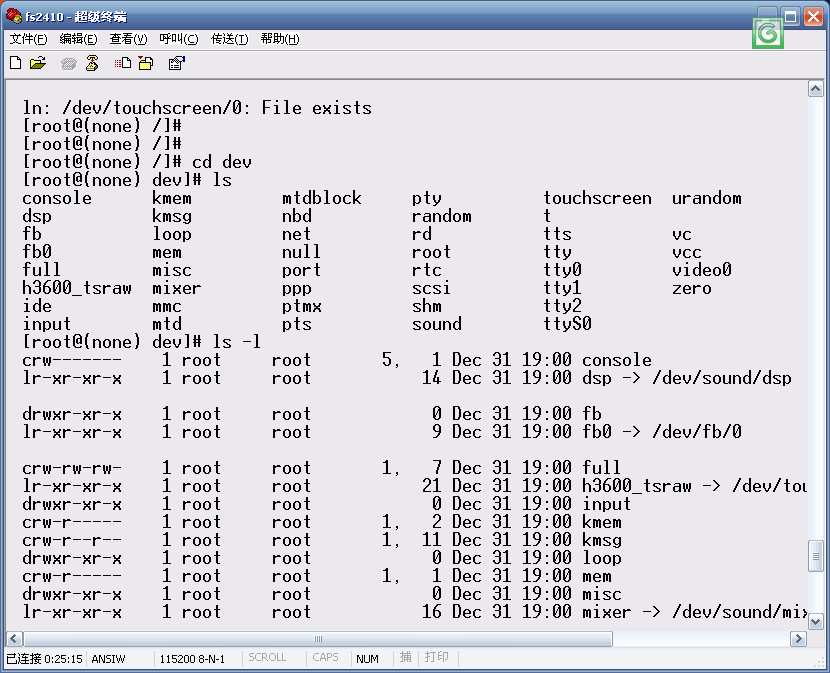 fs2410 - 超级终端
文件(F) 编辑(E) 查看(V) 呼叫(C) 传送(T) 帮助(H)
G
ln: /dev/touchscreen/0: File exists
[root@(none) /]#
[root@(none) /]#
[root@(none) /]# cd dev
[root@(none) dev]# ls
console kmem mtdblock pty touchscreen urandom
dsp kmsg nbd random t
fb loop net rd tts vc
fb0 mem null root tty vcc
full misc port rtc tty0 video0
h3600_tsraw mixer ppp scsi tty1 zero
ide mmc ptmx shm tty2
input mtd pts sound ttyS0
[root@(none) dev]# ls -l
crw------- 1 root root 5, 1 Dec 31 19:00 console
lr-xr-xr-x 1 root root 14 Dec 31 19:00 dsp -> /dev/sound/dsp
drwxr-xr-x 1 root root 0 Dec 31 19:00 fb
lr-xr-xr-x 1 root root 9 Dec 31 19:00 fb0 -> /dev/fb/0
crw-rw-rw- 1 root root 1, 7 Dec 31 19:00 full
lr-xr-xr-x 1 root root 21 Dec 31 19:00 h3600_tsraw -> /dev/tou
drwxr-xr-x 1 root root 0 Dec 31 19:00 input
crw-r----- 1 root root 1, 2 Dec 31 19:00 kmem
crw-r--r-- 1 root root 1, 11 Dec 31 19:00 kmsg
drwxr-xr-x 1 root root 0 Dec 31 19:00 loop
crw-r----- 1 root root 1, 1 Dec 31 19:00 mem
drwxr-xr-x 1 root root 0 Dec 31 19:00 misc
lr-xr-xr-x 1 root root 16 Dec 31 19:00 mixer -> /dev/sound/mix
已连接 0:25:15 ANSIW 115200 8-N-1 SCROLL CAPS NUM 捕 打印